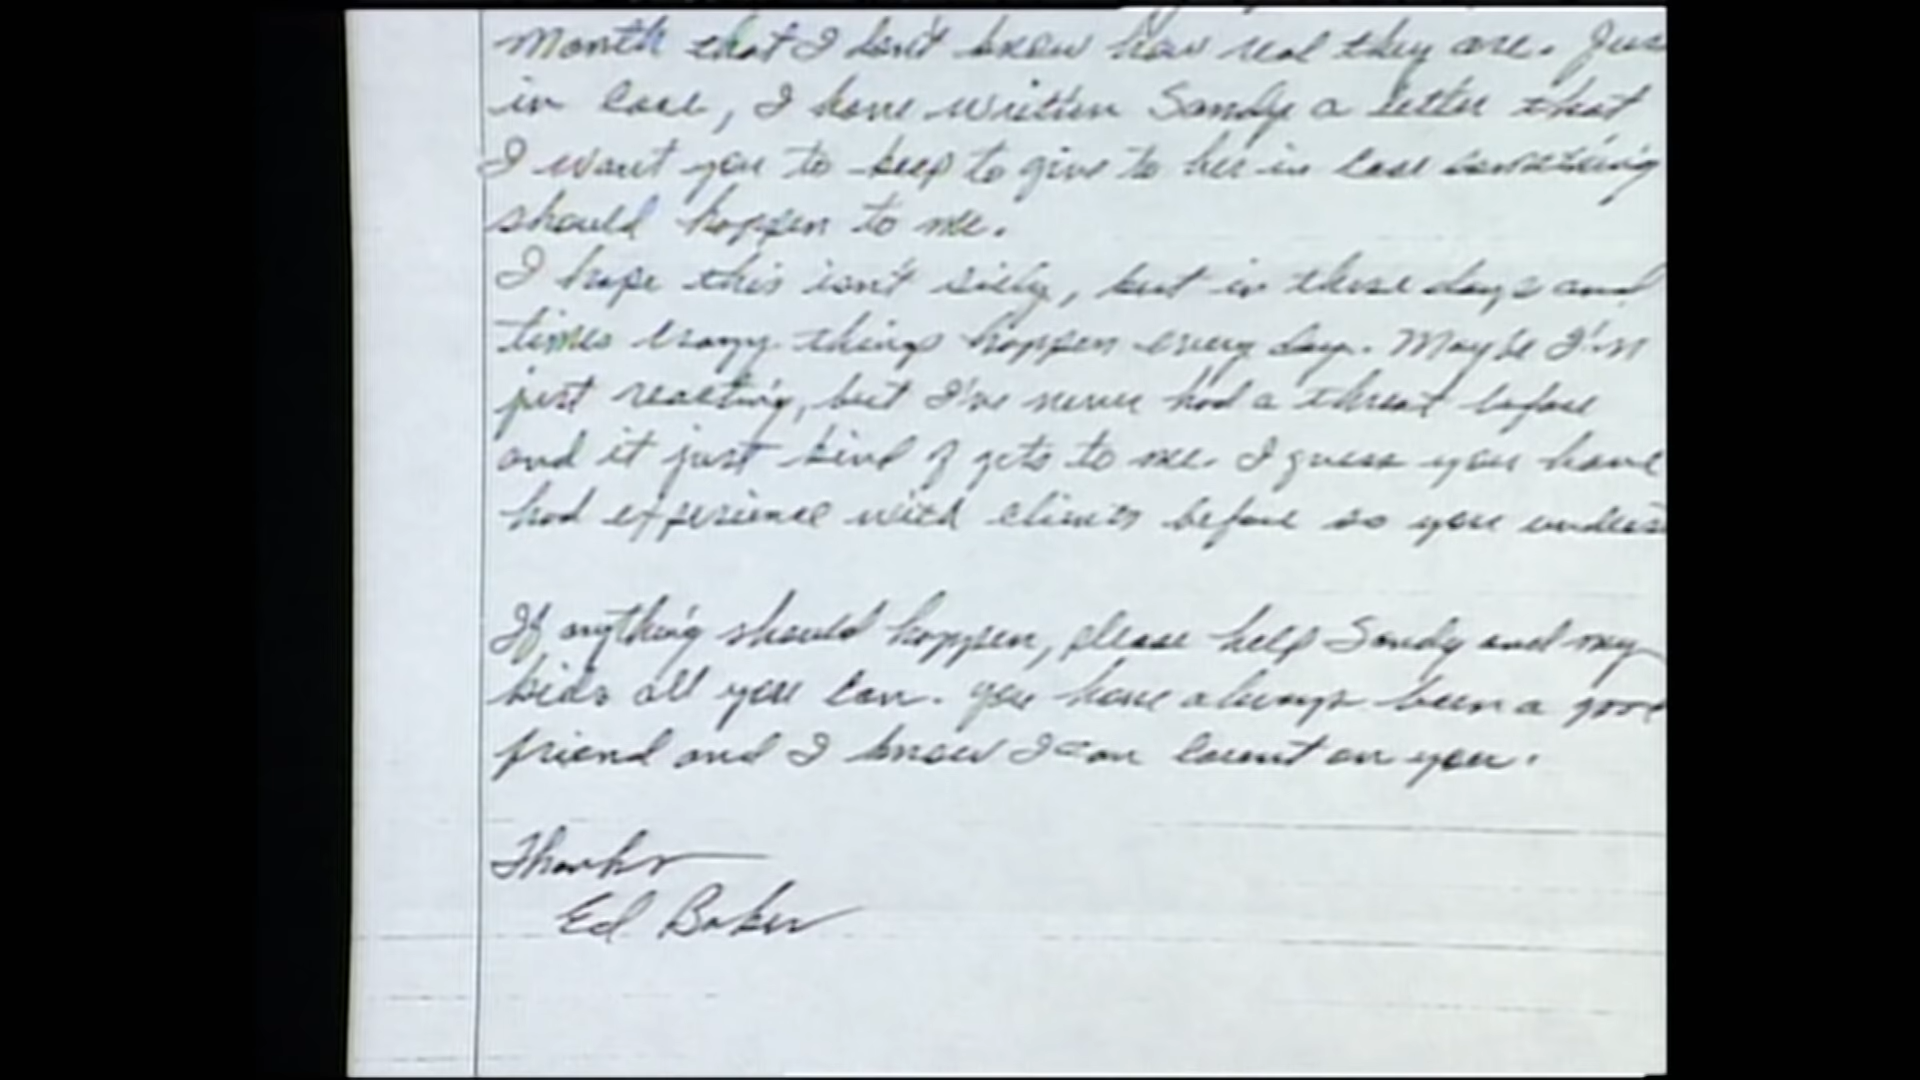 Month that I don't know how real they are. Jus
in case, I have written Sandy a letter that
I want you to keep to give to her in case something
should happen to me.
I hope this isn't silly, but in these days and
times crazy things happen every day. Maybe I'm
just reacting, but I've never had a threat before
and it just kind of gets to me. I guess you have
had experience with clients before so you unders
If anything should happen, please help Sandy and my
kids all you can. You have always been a good
friend and I know I can count on you.
Thanks
Ed Baker